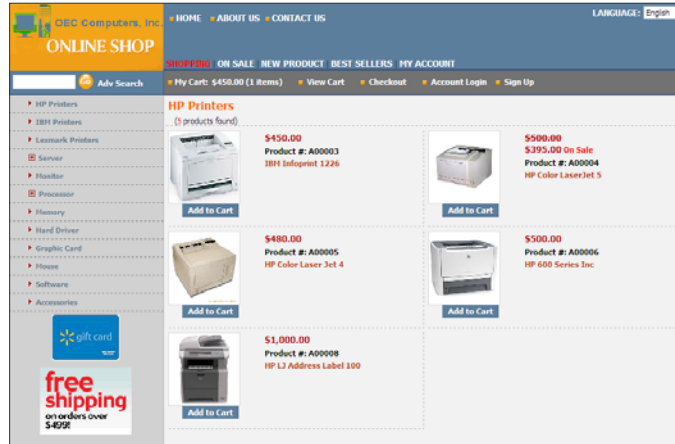 OEC Computers, Inc.
ONLINE SHOP
HOME ABOUT US CONTACT US
LANGUAGE: English
SHOPPING ON SALE NEW PRODUCT BEST SELLERS MY ACCOUNT
GO Adv Search
My Cart: $450.00 (1 items) View Cart Checkout Account Login Sign Up
HP Printers
IBM Printers
Lexmark Printers
Server
Monitor
Processor
Memory
Hard Driver
Graphic Card
Mouse
Software
Accessories
gift card
free
shipping
on orders over
$499!
HP Printers
(5 products found)
$450.00
Product #: A00003
IBM Infoprint 1226
Add to Cart
$500.00
$395.00 On Sale
Product #: A00004
HP Color LaserJet 5
Add to Cart
$480.00
Product #: A00005
HP Color Laser Jet 4
Add to Cart
$500.00
Product #: A00006
HP 600 Series Inc
Add to Cart
$1,000.00
Product #: A00008
HP LJ Address Label 100
Add to Cart